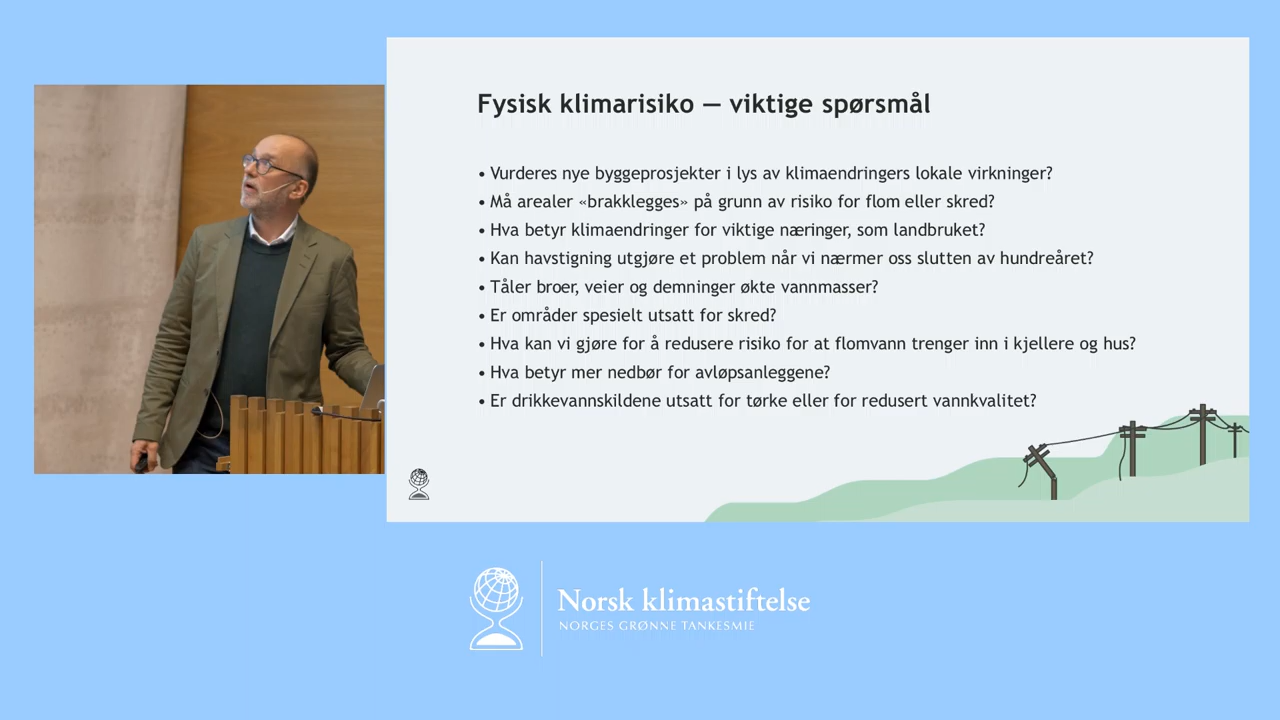 Fysisk klimarisiko — viktige spørsmål
• Vurderes nye byggeprosjekter i lys av klimaendringers lokale virkninger?
• Må arealer «brakklegges» på grunn av risiko for flom eller skred?
• Hva betyr klimaendringer for viktige næringer, som landbruket?
• Kan havstigning utgjøre et problem når vi nærmer oss slutten av hundreåret?
• Tåler broer, veier og demninger økte vannmasser?
• Er områder spesielt utsatt for skred?
• Hva kan vi gjøre for å redusere risiko for at flomvann trenger inn i kjellere og hus?
• Hva betyr mer nedbør for avløpsanleggene?
• Er drikkevannskildene utsatt for tørke eller for redusert vannkvalitet?
Norsk klimastiftelse
NORGES GRØNNE TANKESMIE